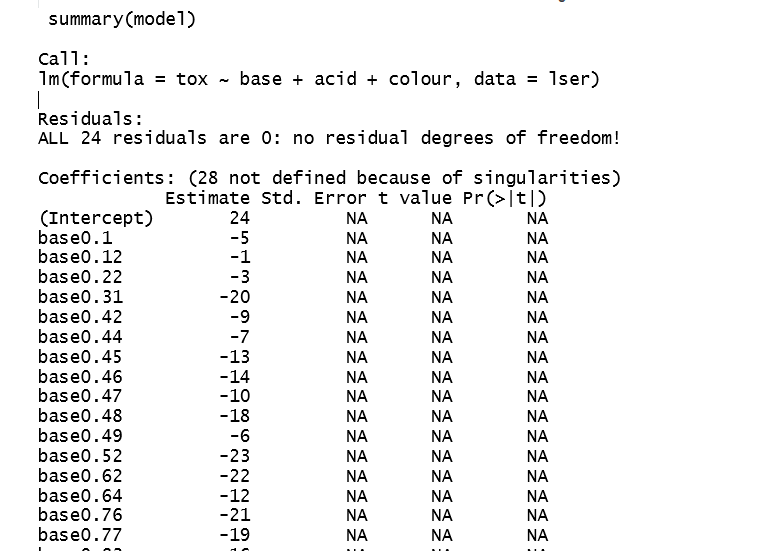 summary(model)
Call:
lm(formula = tox ~ base + acid + colour, data = lser)
Residuals:
ALL 24 residuals are 0: no residual degrees of freedom!
Coefficients: (28 not defined because of singularities)
Estimate Std. Error t value Pr(>|t|)
(Intercept) 24 NA NA NA
base0.1 -5 NA NA NA
base0.12 -1 NA NA NA
base0.22 -3 NA NA NA
base0.31 -20 NA NA NA
base0.42 -9 NA NA NA
base0.44 -7 NA NA NA
base0.45 -13 NA NA NA
base0.46 -14 NA NA NA
base0.47 -10 NA NA NA
base0.48 -18 NA NA NA
base0.49 -6 NA NA NA
base0.52 -23 NA NA NA
base0.62 -22 NA NA NA
base0.64 -12 NA NA NA
base0.76 -21 NA NA NA
base0.77 -19 NA NA NA